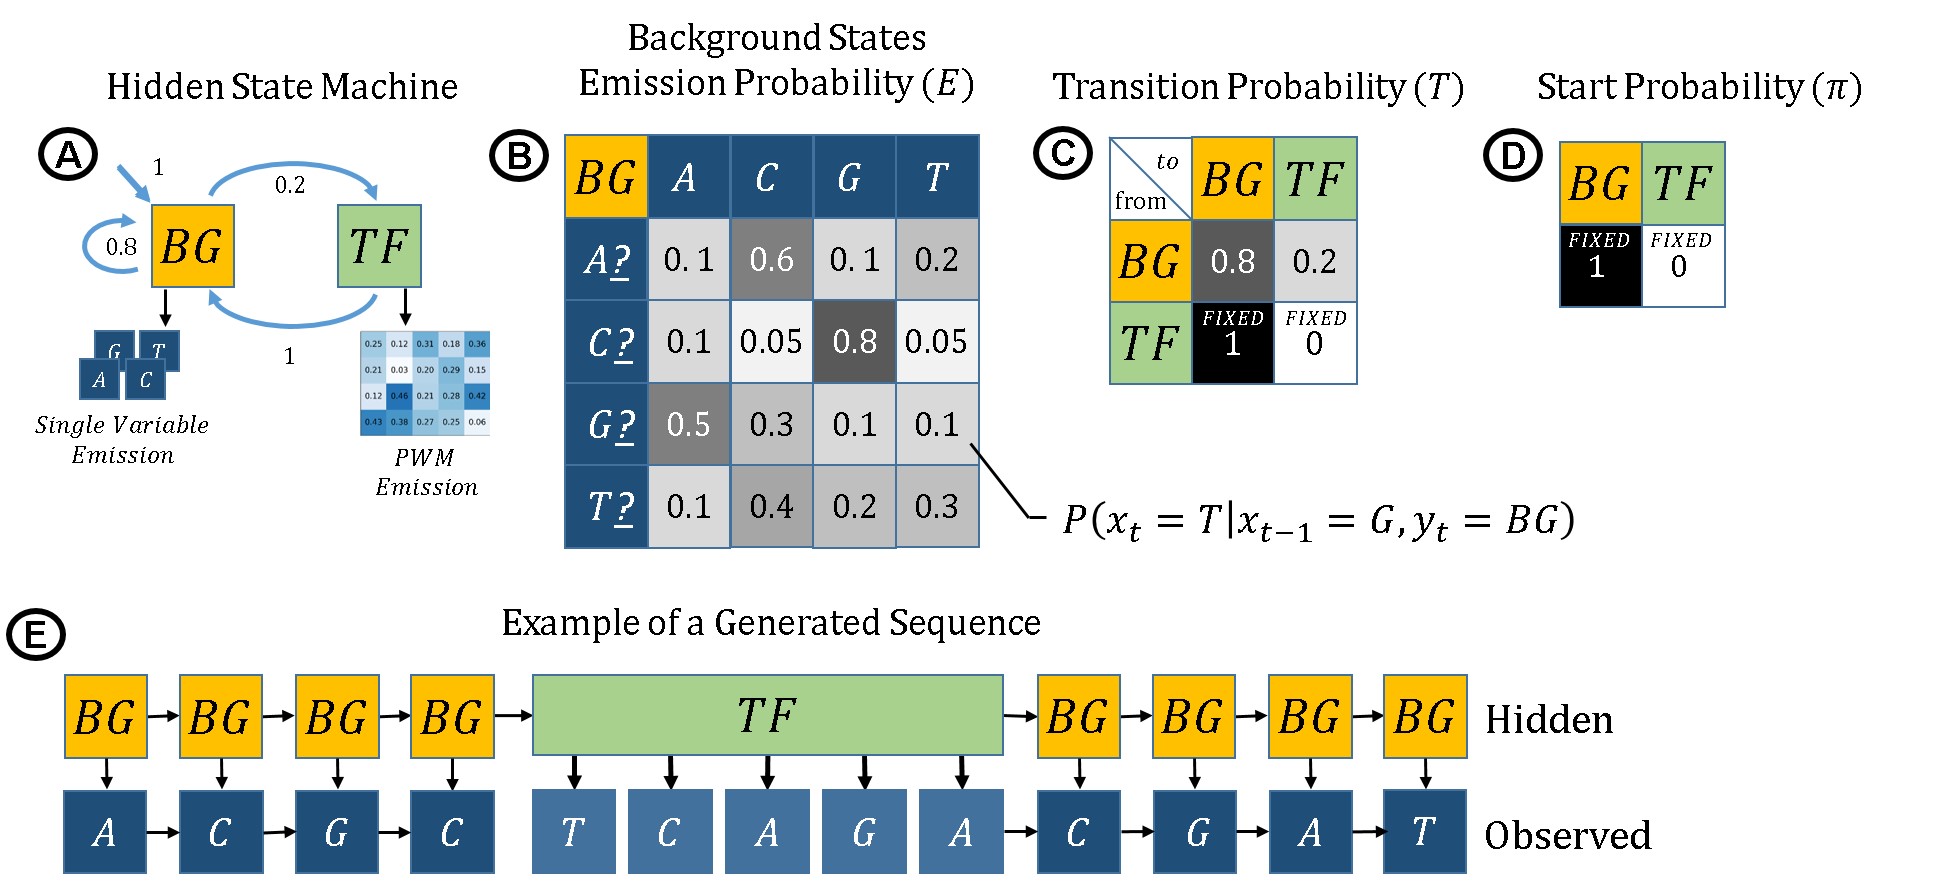 Background States
Hidden State Machine
Emission Probability (E)
Transition Probability (T)
Start Probability (π)
A
1
0.2
0.8
BG
TF
1
G T
A C
Single Variable
Emission
0.25 0.12 0.31 0.18 0.36
0.21 0.03 0.20 0.29 0.15
0.12 0.46 0.21 0.28 0.42
0.43 0.38 0.27 0.25 0.06
PWM
Emission
B
BG A C G T
A? 0.1 0.6 0.1 0.2
C? 0.1 0.05 0.8 0.05
G? 0.5 0.3 0.1 0.1
T? 0.1 0.4 0.2 0.3
P(xₜ = T|xₜ₋₁ = G, yₜ = BG)
C
to
from
BG TF
BG 0.8 0.2
TF FIXED 1 FIXED 0
D
BG TF
FIXED FIXED
1 0
E
Example of a Generated Sequence
BG BG BG BG TF BG BG BG BG Hidden
A C G C T C A G A C G A T Observed